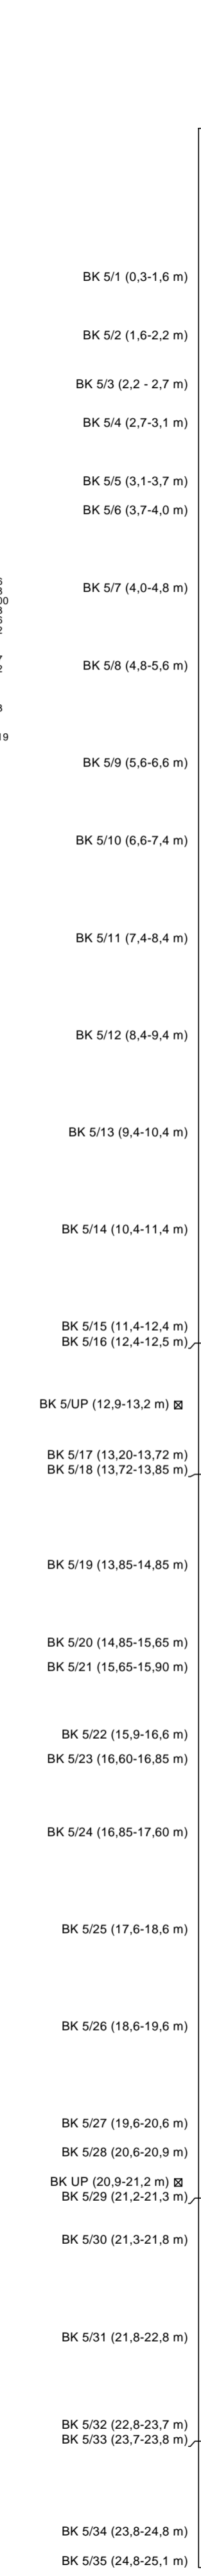 BK 5/1 (0,3-1,6 m)
BK 5/2 (1,6-2,2 m)
BK 5/3 (2,2 - 2,7 m)
BK 5/4 (2,7-3,1 m)
BK 5/5 (3,1-3,7 m)
BK 5/6 (3,7-4,0 m)
BK 5/7 (4,0-4,8 m)
BK 5/8 (4,8-5,6 m)
19
BK 5/9 (5,6-6,6 m)
BK 5/10 (6,6-7,4 m)
BK 5/11 (7,4-8,4 m)
BK 5/12 (8,4-9,4 m)
BK 5/13 (9,4-10,4 m)
BK 5/14 (10,4-11,4 m)
BK 5/15 (11,4-12,4 m)
BK 5/16 (12,4-12,5 m)
BK 5/UP (12,9-13,2 m)
BK 5/17 (13,20-13,72 m)
BK 5/18 (13,72-13,85 m)
BK 5/19 (13,85-14,85 m)
BK 5/20 (14,85-15,65 m)
BK 5/21 (15,65-15,90 m)
BK 5/22 (15,9-16,6 m)
BK 5/23 (16,60-16,85 m)
BK 5/24 (16,85-17,60 m)
BK 5/25 (17,6-18,6 m)
BK 5/26 (18,6-19,6 m)
BK 5/27 (19,6-20,6 m)
BK 5/28 (20,6-20,9 m)
BK UP (20,9-21,2 m)
BK 5/29 (21,2-21,3 m)
BK 5/30 (21,3-21,8 m)
BK 5/31 (21,8-22,8 m)
BK 5/32 (22,8-23,7 m)
BK 5/33 (23,7-23,8 m)
BK 5/34 (23,8-24,8 m)
BK 5/35 (24,8-25,1 m)